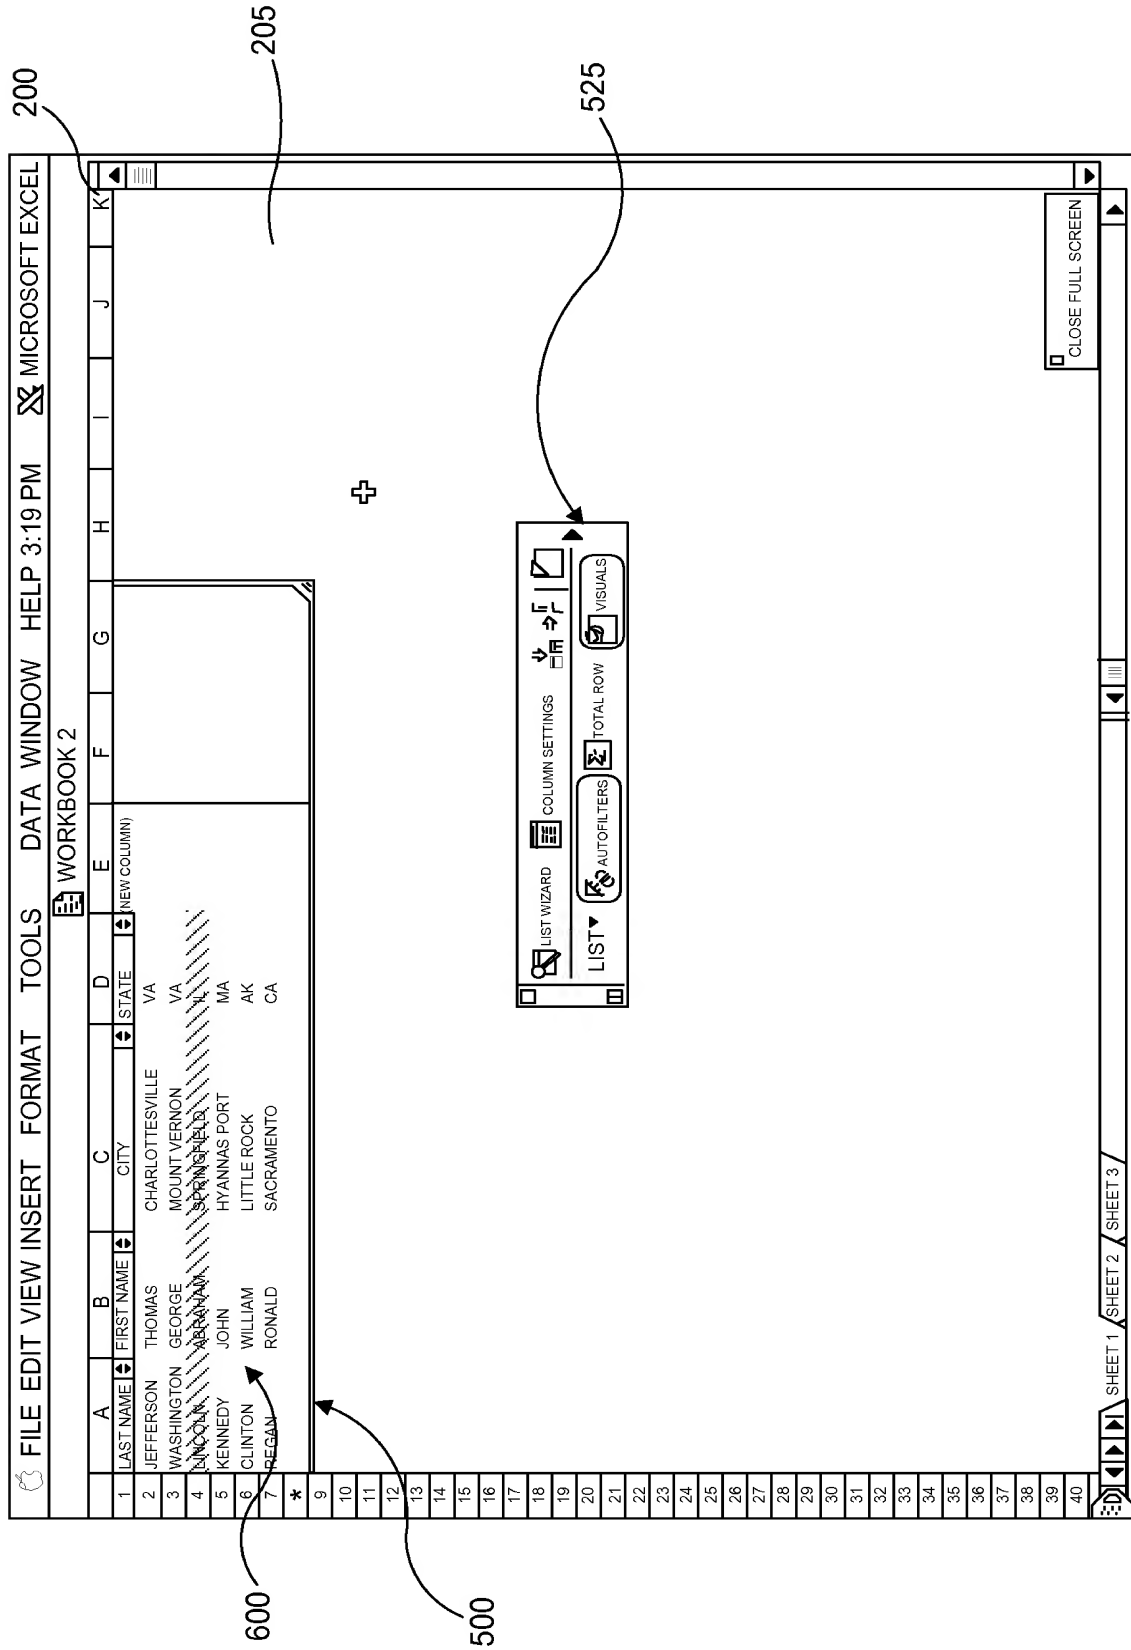 200
205
525
FILE EDIT VIEW INSERT FORMAT TOOLS DATA WINDOW HELP 3:19 PM MICROSOFT EXCEL
WORKBOOK 2
A B C D E F G H I J K
1 LAST NAME FIRST NAME CITY STATE (NEW COLUMN)
2 JEFFERSON THOMAS CHARLOTTESVILLE VA
3 WASHINGTON GEORGE MOUNT VERNON VA
4 LINCOLN ABRAHAM SPRINGFIELD IL
5 KENNEDY JOHN HYANNAS PORT MA
6 CLINTON WILLIAM LITTLE ROCK AK
7 REGAN RONALD SACRAMENTO CA
*
9
10
11
12
13
14
15
16
17
18
19
20
21
22
23
24
25
26
27
28
29
30
31
32
33
34
35
36
37
38
39
40
LIST WIZARD COLUMN SETTINGS
LIST AUTOFILTERS Σ TOTAL ROW VISUALS
CLOSE FULL SCREEN
SHEET 1 SHEET 2 SHEET 3
600
500